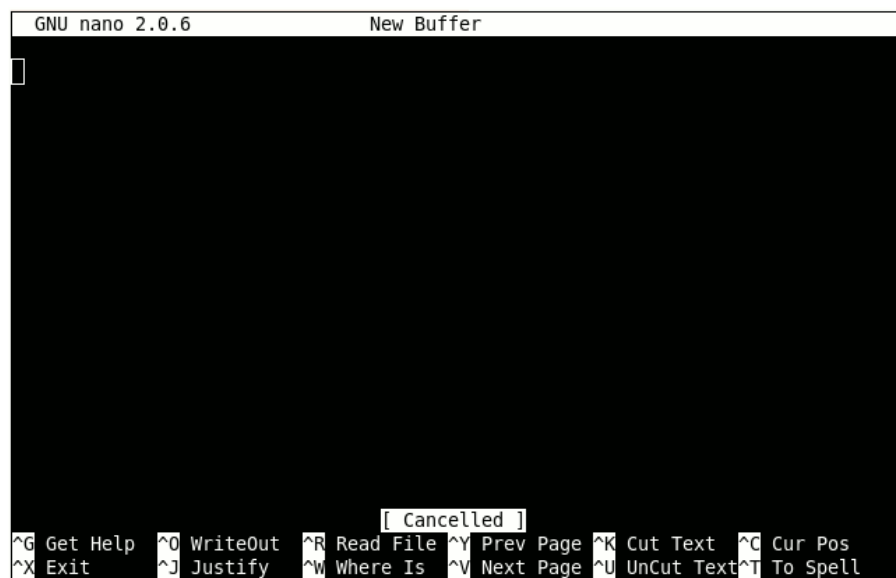 GNU nano 2.0.6 New Buffer
[ Cancelled ]
^G Get Help ^O WriteOut ^R Read File ^Y Prev Page ^K Cut Text ^C Cur Pos
^X Exit ^J Justify ^W Where Is ^V Next Page ^U UnCut Text^T To Spell